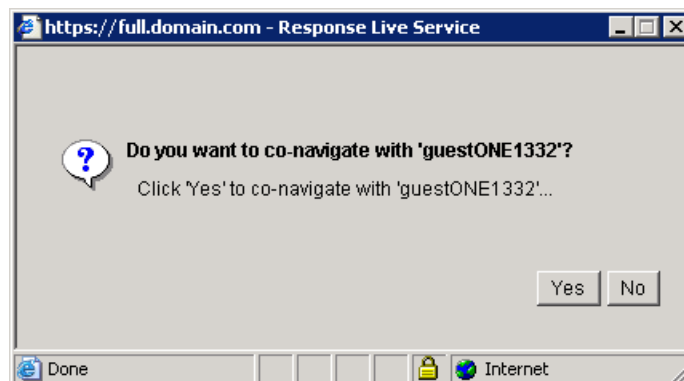 https://full.domain.com - Response Live Service
Do you want to co-navigate with 'guestONE1332'?
Click 'Yes' to co-navigate with 'guestONE1332'...
Yes No
Done Internet